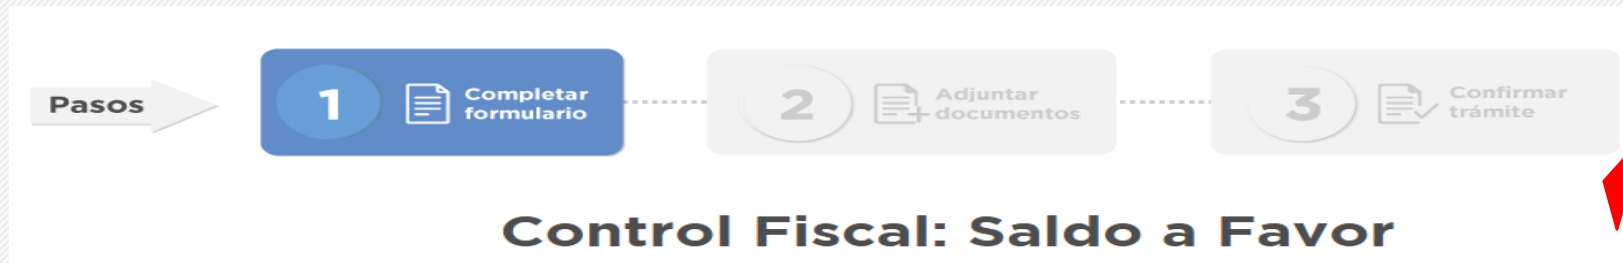 Pasos
1
Completar
formulario
2
Adjuntar
documentos
3
Confirmar
trámite
Control Fiscal: Saldo a Favor